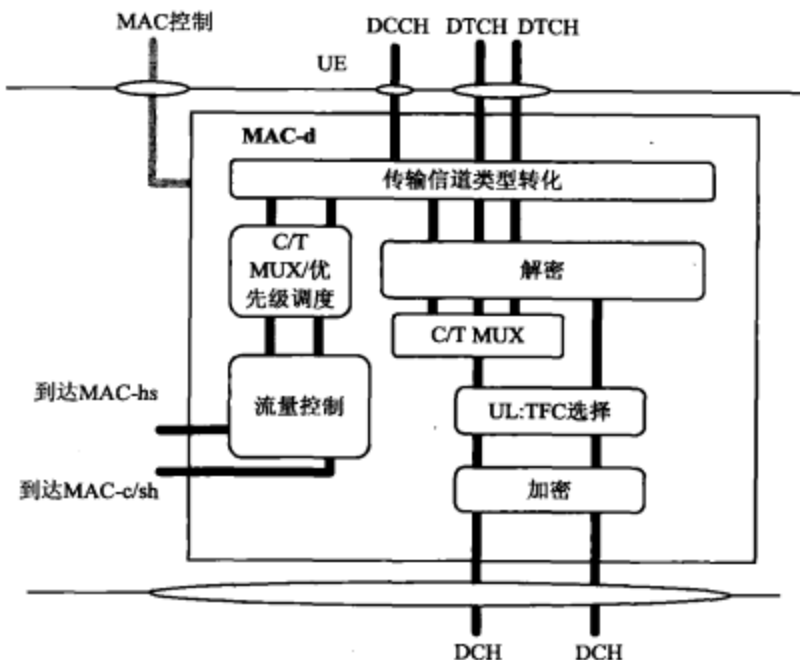 MAC控制
DCCH DTCH DTCH
UE
MAC-d
传输信道类型转化
C/T
MUX/优
先级调度
解密
C/T MUX
流量控制
到达MAC-hs
UL:TFC选择
到达MAC-c/sh
加密
DCH DCH